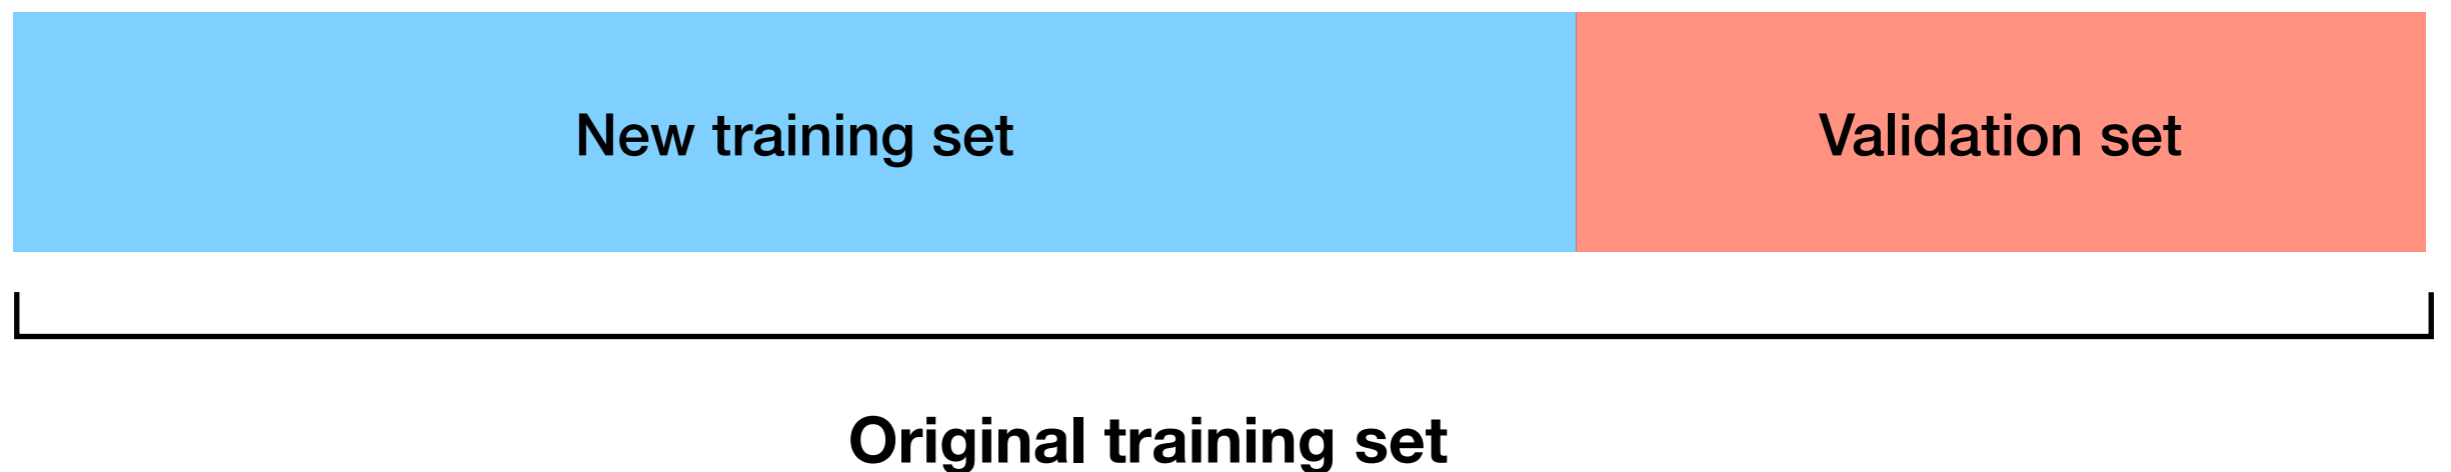 New training set
Validation set
Original training set